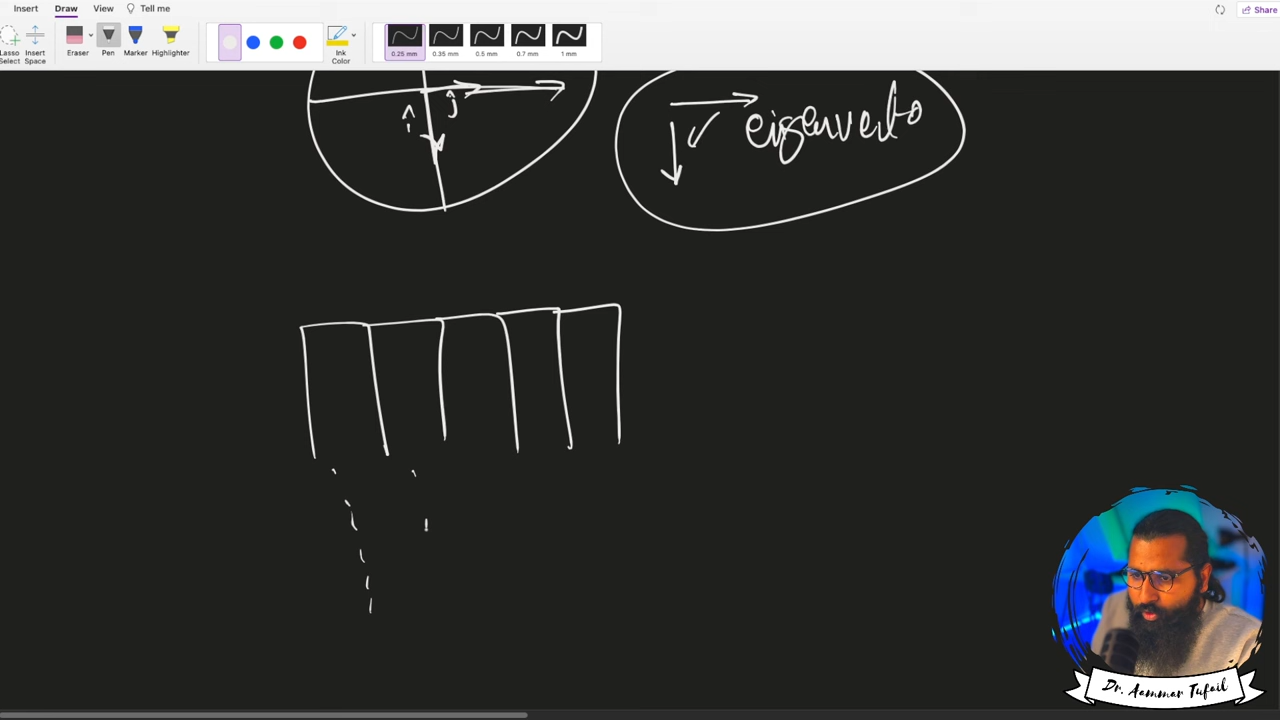 Insert Draw View Tell me
Share
Lasso
Select
Insert
Space
Eraser
Pen
Marker
Highlighter
Ink
Color
0.25 mm
0.35 mm
0.5 mm
0.7 mm
1 mm
î
ĵ
eigenvecto
Dr. Aammar Tufail